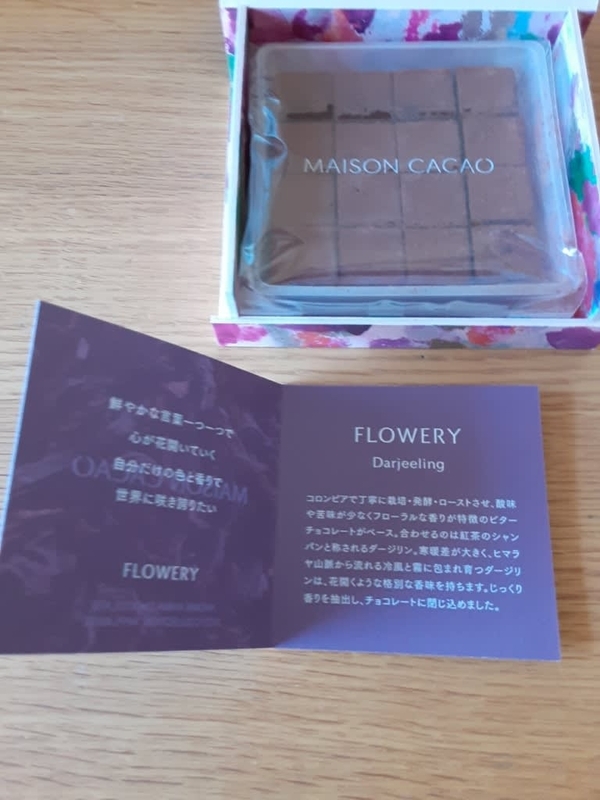 MAISON CACAO
鮮やかな言葉一つ一つで
心が花開いていく
自分だけの色と香りで
世界に咲き誇りたい
FLOWERY
FLOWERY
Darjeeling
コロンビアで丁寧に栽培・発酵・ローストさせ、酸味
や苦味が少なくフローラルな香りが特徴のビター
チョコレートがベース。合わせるのは紅茶のシャン
パンと称されるダージリン。寒暖差が大きく、ヒマラ
ヤ山脈から流れる冷風と霧に包まれ育つダージリ
ンは、花開くような格別な香味を持ちます。じっくり
香りを抽出し、チョコレートに閉じ込めました。
MAISON CACAO